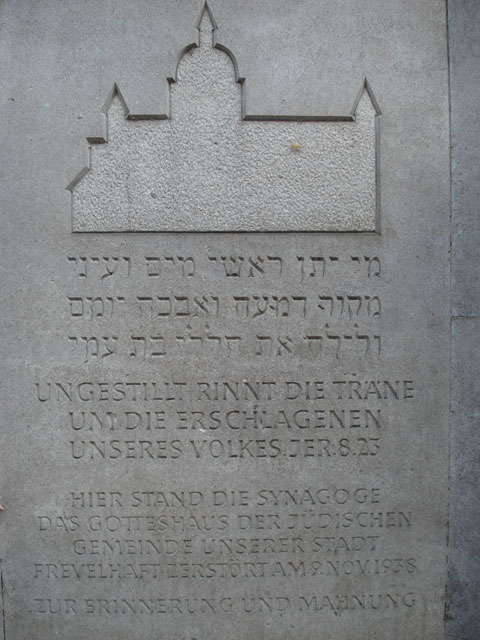 מי יתן ראשי מים ועיני
מקור דמעה ואבכה יומם
ולילה את חללי בת עמי
UNGESTILLT RINNT DIE TRÄNE
UM DIE ERSCHLAGENEN
UNSERES VOLKES. JER. 8. 23
HIER STAND DIE SYNAGOGE
DAS GOTTESHAUS DER JÜDISCHEN
GEMEINDE UNSERER STADT
FREVELHAFT ZERSTÖRT AM 9. NOV. 1938
ZUR ERINNERUNG UND MAHNUNG